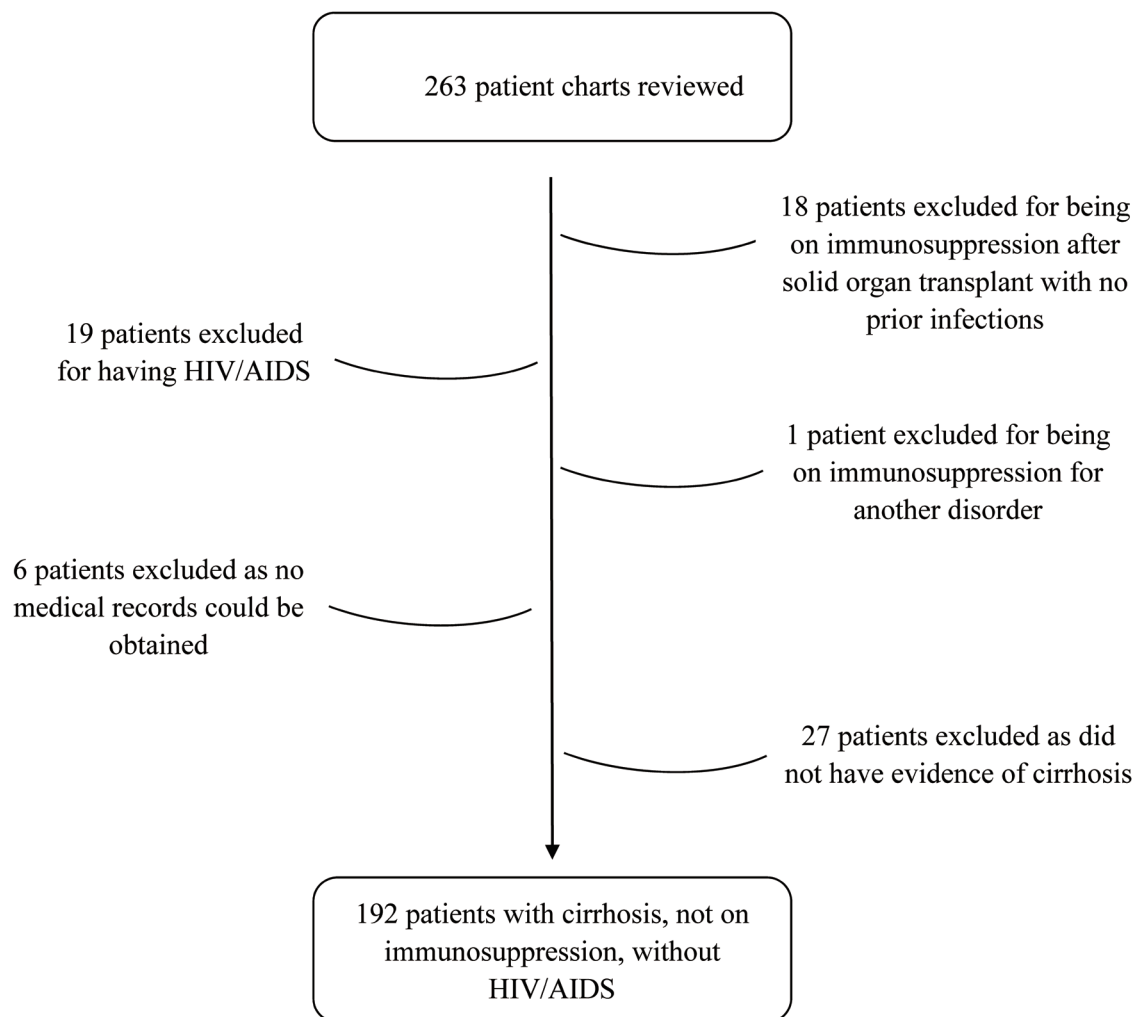 263 patient charts reviewed
18 patients excluded for being
on immunosuppression after
solid organ transplant with no
prior infections
19 patients excluded
for having HIV/AIDS
1 patient excluded for being
on immunosuppression for
another disorder
6 patients excluded as no
medical records could be
obtained
27 patients excluded as did
not have evidence of cirrhosis
192 patients with cirrhosis, not on
immunosuppression, without
HIV/AIDS